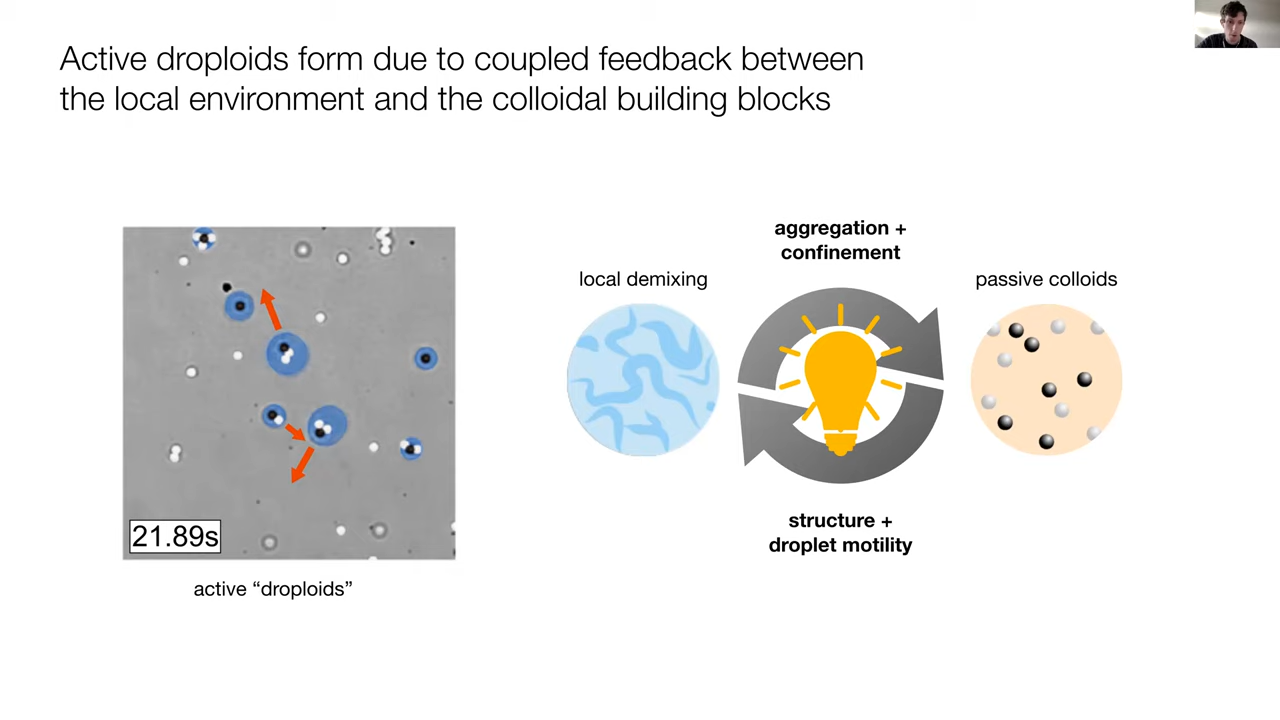 Active droploids form due to coupled feedback between
the local environment and the colloidal building blocks
aggregation +
confinement
local demixing
passive colloids
structure +
droplet motility
21.89s
active “droploids”